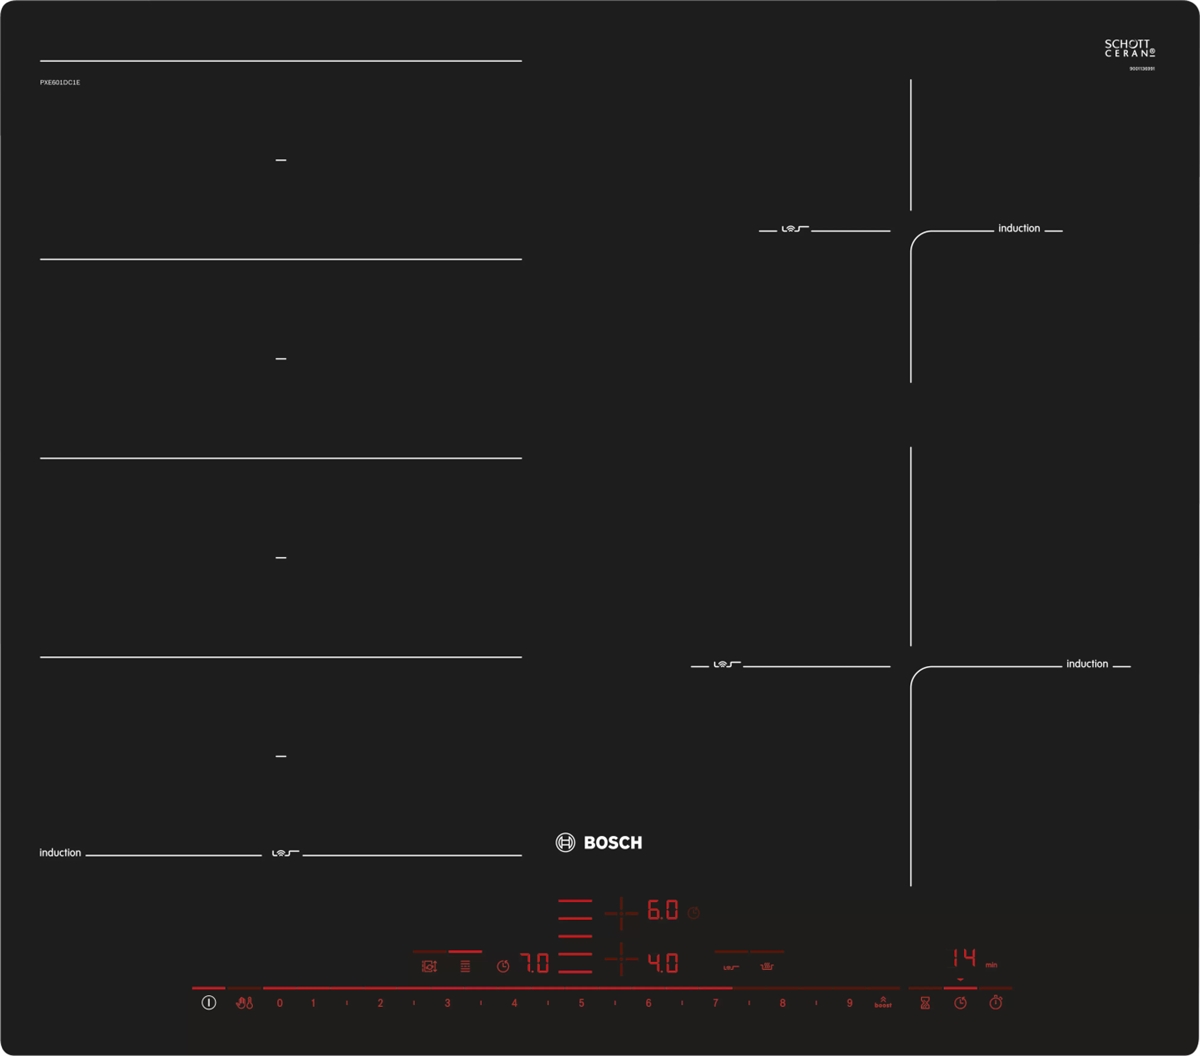 SCHOTT
CERAN®
PXE601DC1E
induction
induction
BOSCH
induction
6.0
7.0
4.0
14 min
0 1 2 3 4 5 6 7 8 9 boost